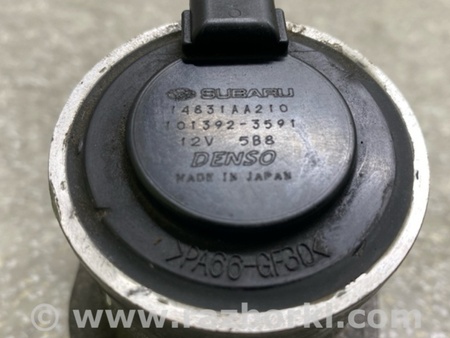 SUBARU
14831AA210
101392-3591
12V 5B8
DENSO
MADE IN JAPAN
>PA66-GF30<
www.razborki.com